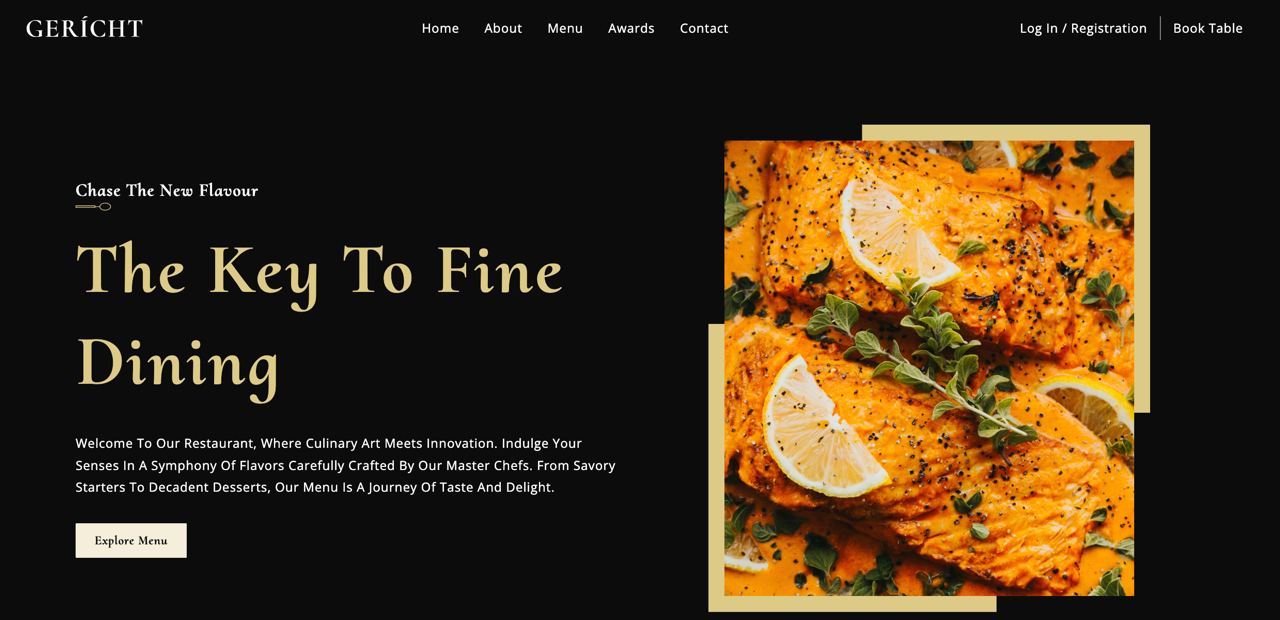 GERÍCHT
Home About Menu Awards Contact
Log In / Registration
Book Table
Chase The New Flavour
The Key To Fine
Dining
Welcome To Our Restaurant, Where Culinary Art Meets Innovation. Indulge Your
Senses In A Symphony Of Flavors Carefully Crafted By Our Master Chefs. From Savory
Starters To Decadent Desserts, Our Menu Is A Journey Of Taste And Delight.
Explore Menu